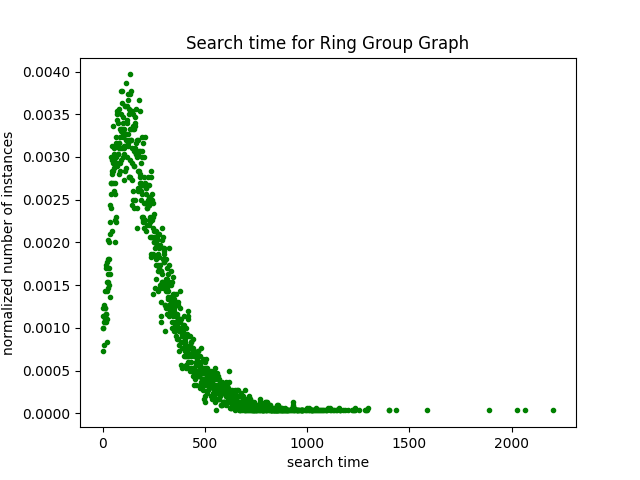 Search time for Ring Group Graph
normalized number of instances
0.0040
0.0035
0.0030
0.0025
0.0020
0.0015
0.0010
0.0005
0.0000
0 500 1000 1500 2000
search time